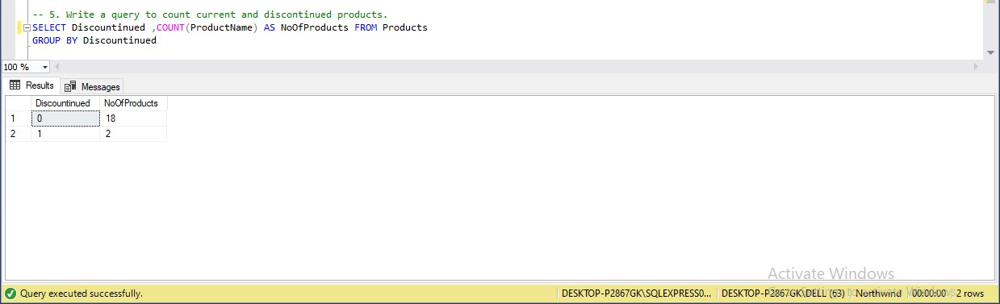 -- 5. Write a query to count current and discontinued products.
SELECT Discountinued ,COUNT(ProductName) AS NoOfProducts FROM Products
GROUP BY Discountinued
100 %
Results Messages
Discountinued NoOfProducts
1 0 18
2 1 2
Activate Windows
Query executed successfully. DESKTOP-P2867GK\SQLEXPRESS0... DESKTOP-P2867GK\DELL (63) Northwind 00:00:00 2 rows